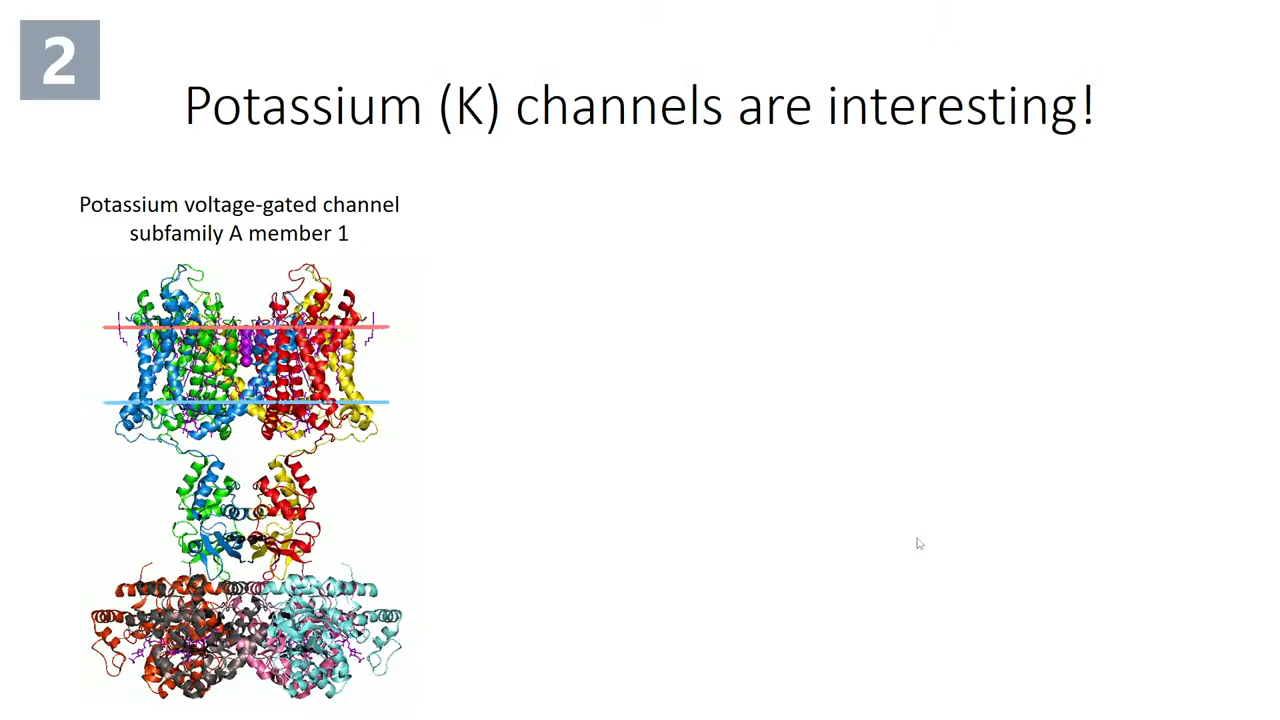 2
Potassium (K) channels are interesting!
Potassium voltage-gated channel
subfamily A member 1